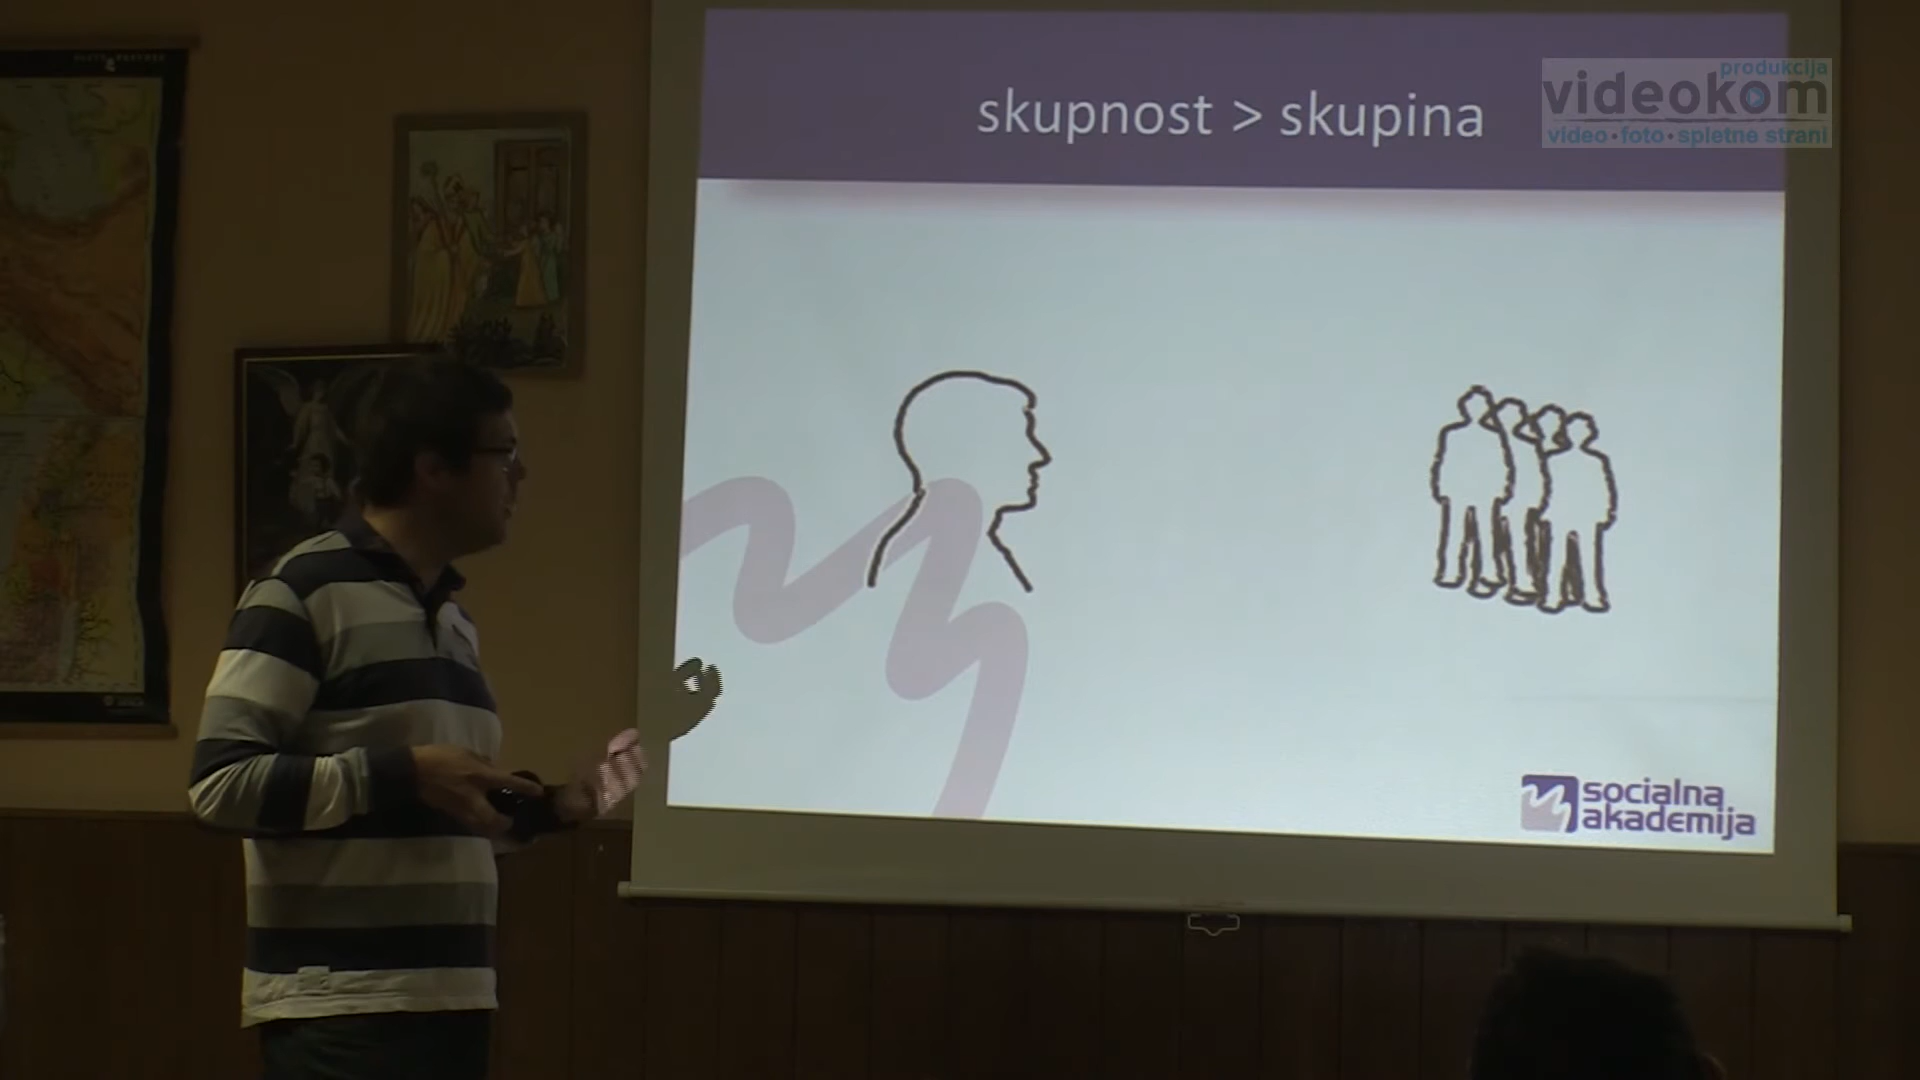 skupnost > skupina
produkcija
videokom
video·foto·spletne strani
socialna
akademija